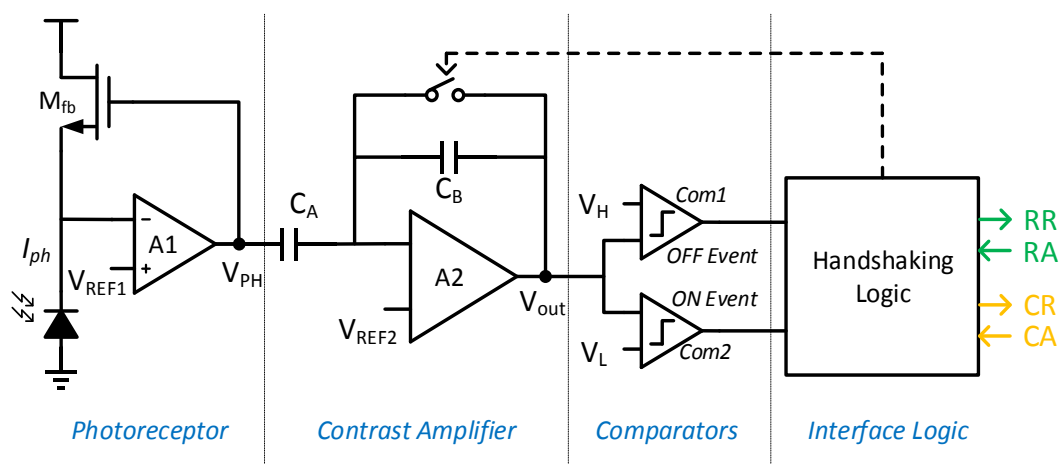 M_fb
I_ph
V_REF1
−
+
A1
V_PH
C_A
C_B
V_REF2
A2
V_out
V_H
Com1
OFF Event
ON Event
V_L
Com2
Handshaking
Logic
RR
RA
CR
CA
Photoreceptor
Contrast Amplifier
Comparators
Interface Logic